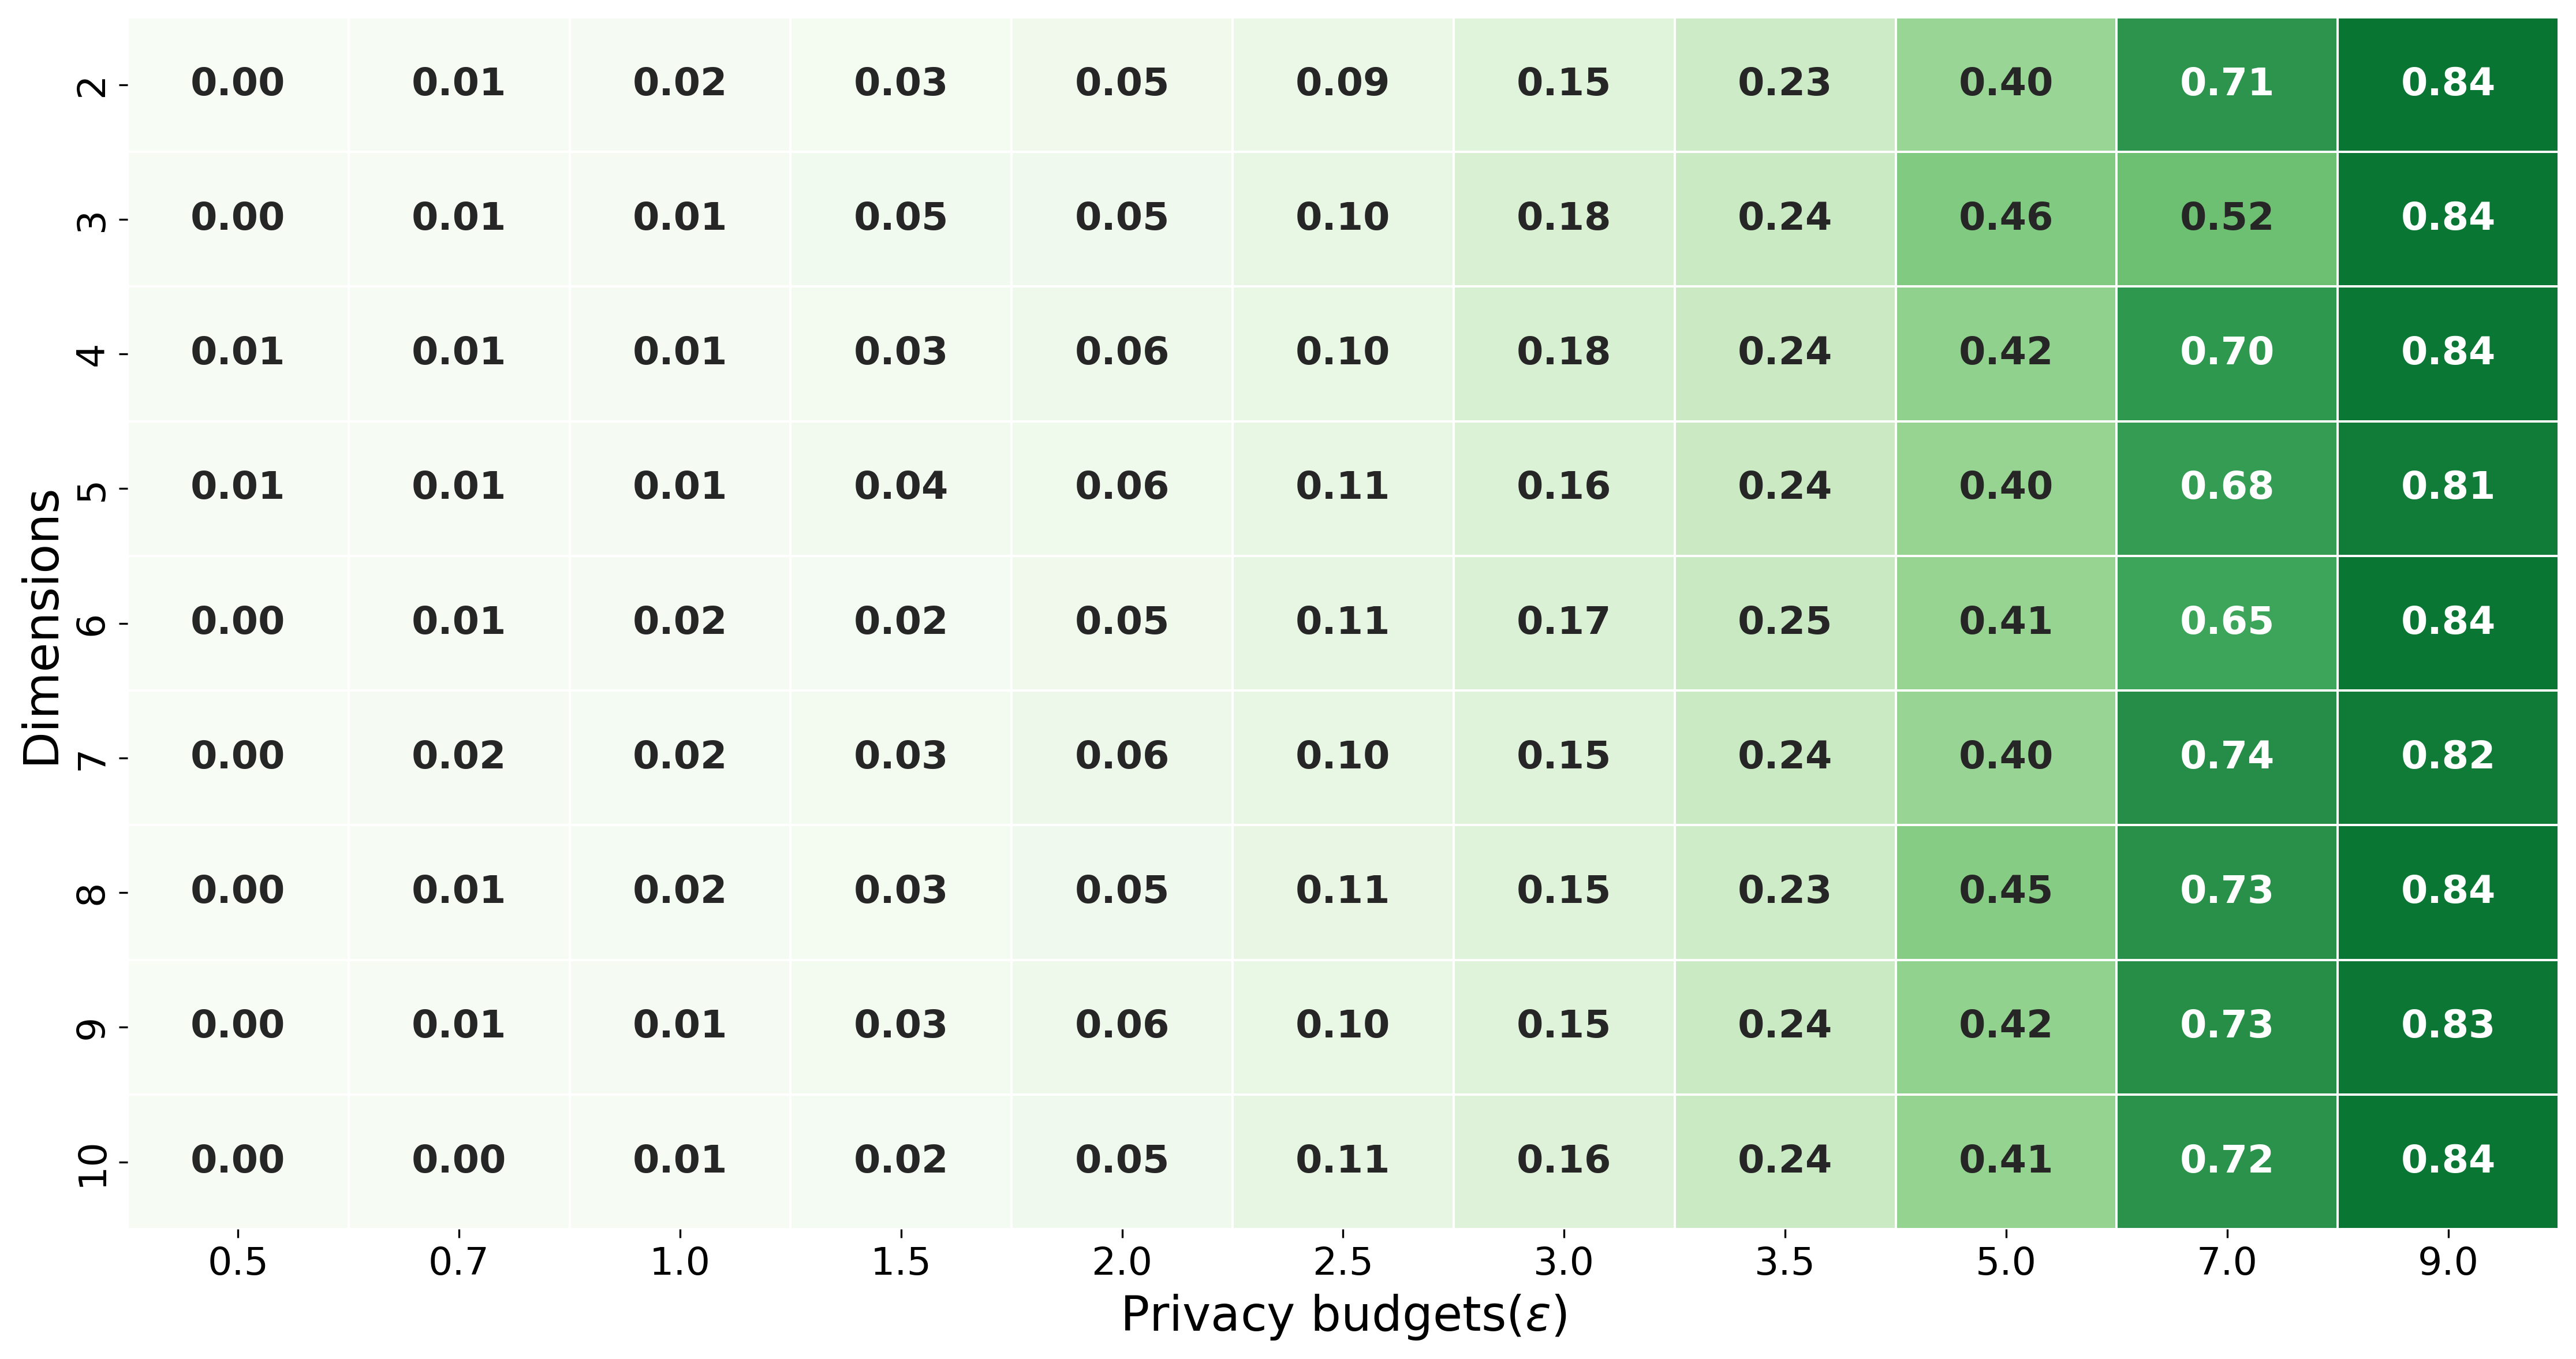 2 0.00 0.01 0.02 0.03 0.05 0.09 0.15 0.23 0.40 0.71 0.84
3 0.00 0.01 0.01 0.05 0.05 0.10 0.18 0.24 0.46 0.52 0.84
4 0.01 0.01 0.01 0.03 0.06 0.10 0.18 0.24 0.42 0.70 0.84
5 0.01 0.01 0.01 0.04 0.06 0.11 0.16 0.24 0.40 0.68 0.81
6 0.00 0.01 0.02 0.02 0.05 0.11 0.17 0.25 0.41 0.65 0.84
7 0.00 0.02 0.02 0.03 0.06 0.10 0.15 0.24 0.40 0.74 0.82
8 0.00 0.01 0.02 0.03 0.05 0.11 0.15 0.23 0.45 0.73 0.84
9 0.00 0.01 0.01 0.03 0.06 0.10 0.15 0.24 0.42 0.73 0.83
10 0.00 0.00 0.01 0.02 0.05 0.11 0.16 0.24 0.41 0.72 0.84
0.5 0.7 1.0 1.5 2.0 2.5 3.0 3.5 5.0 7.0 9.0
Dimensions
Privacy budgets(ε)